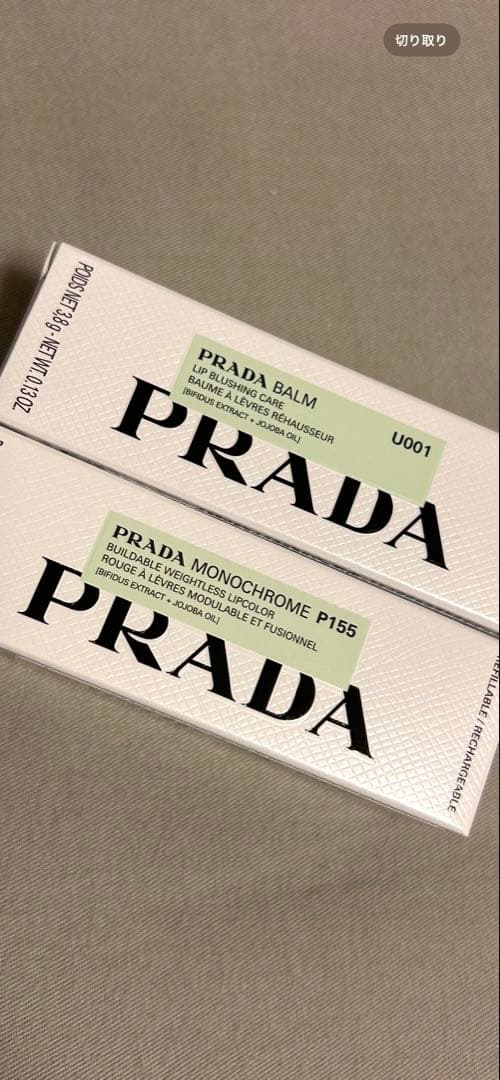 切り取り
POIDS NET 3,8g - NET WT. 0.13 OZ
PRADA BALM
LIP BLUSHING CARE
BAUME À LÈVRES RÉHAUSSEUR
[BIFIDUS EXTRACT + JOJOBA OIL]
U001
PRADA
PRADA MONOCHROME P155
BUILDABLE WEIGHTLESS LIPCOLOR
ROUGE À LÈVRES MODULABLE ET FUSIONNEL
[BIFIDUS EXTRACT + JOJOBA OIL]
PRADA
REFILLABLE / RECHARGEABLE